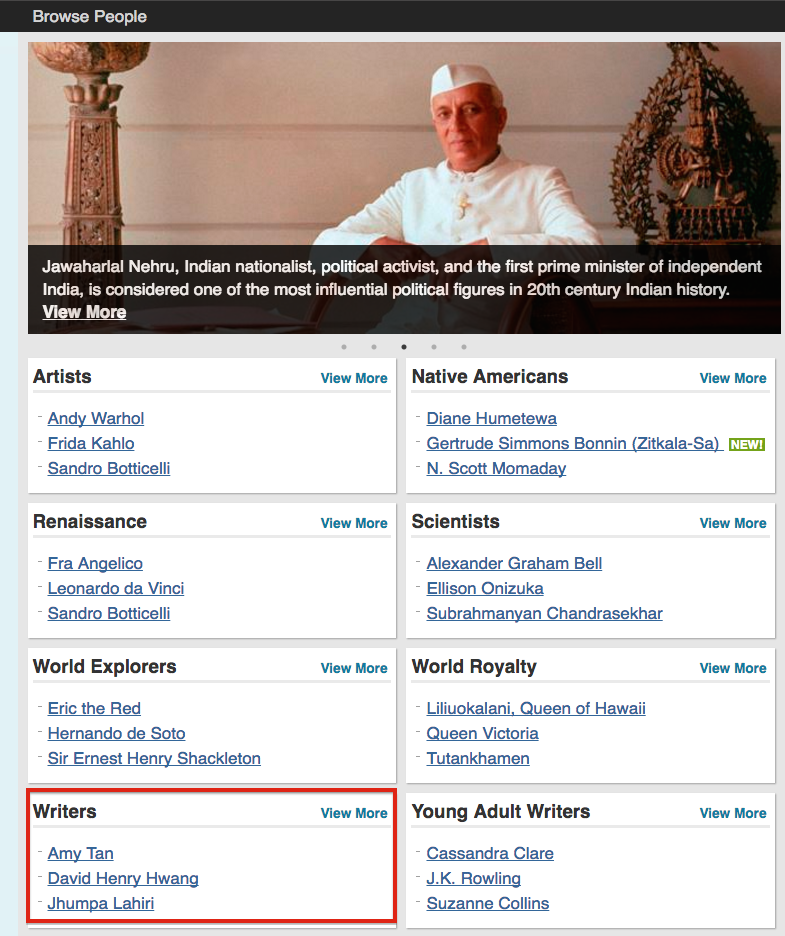 Browse People
Jawaharlal Nehru, Indian nationalist, political activist, and the first prime minister of independent
India, is considered one of the most influential political figures in 20th century Indian history.
View More
Artists View More
Andy Warhol
Frida Kahlo
Sandro Botticelli
Native Americans View More
Diane Humetewa
Gertrude Simmons Bonnin (Zitkala-Sa) NEW!
N. Scott Momaday
Renaissance View More
Fra Angelico
Leonardo da Vinci
Sandro Botticelli
Scientists View More
Alexander Graham Bell
Ellison Onizuka
Subrahmanyan Chandrasekhar
World Explorers View More
Eric the Red
Hernando de Soto
Sir Ernest Henry Shackleton
World Royalty View More
Liliuokalani, Queen of Hawaii
Queen Victoria
Tutankhamen
Writers View More
Amy Tan
David Henry Hwang
Jhumpa Lahiri
Young Adult Writers View More
Cassandra Clare
J.K. Rowling
Suzanne Collins